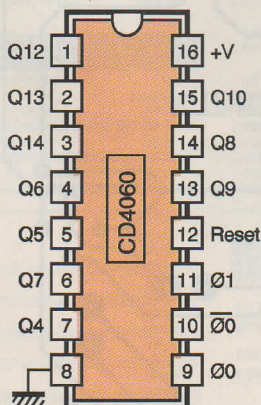 Q12 1 16 +V
Q13 2 15 Q10
Q14 3 14 Q8
Q6 4 13 Q9
CD4060
Q5 5 12 Reset
Q7 6 11 Ø1
Q4 7 10 Ø̅0̅
8 9 Ø0